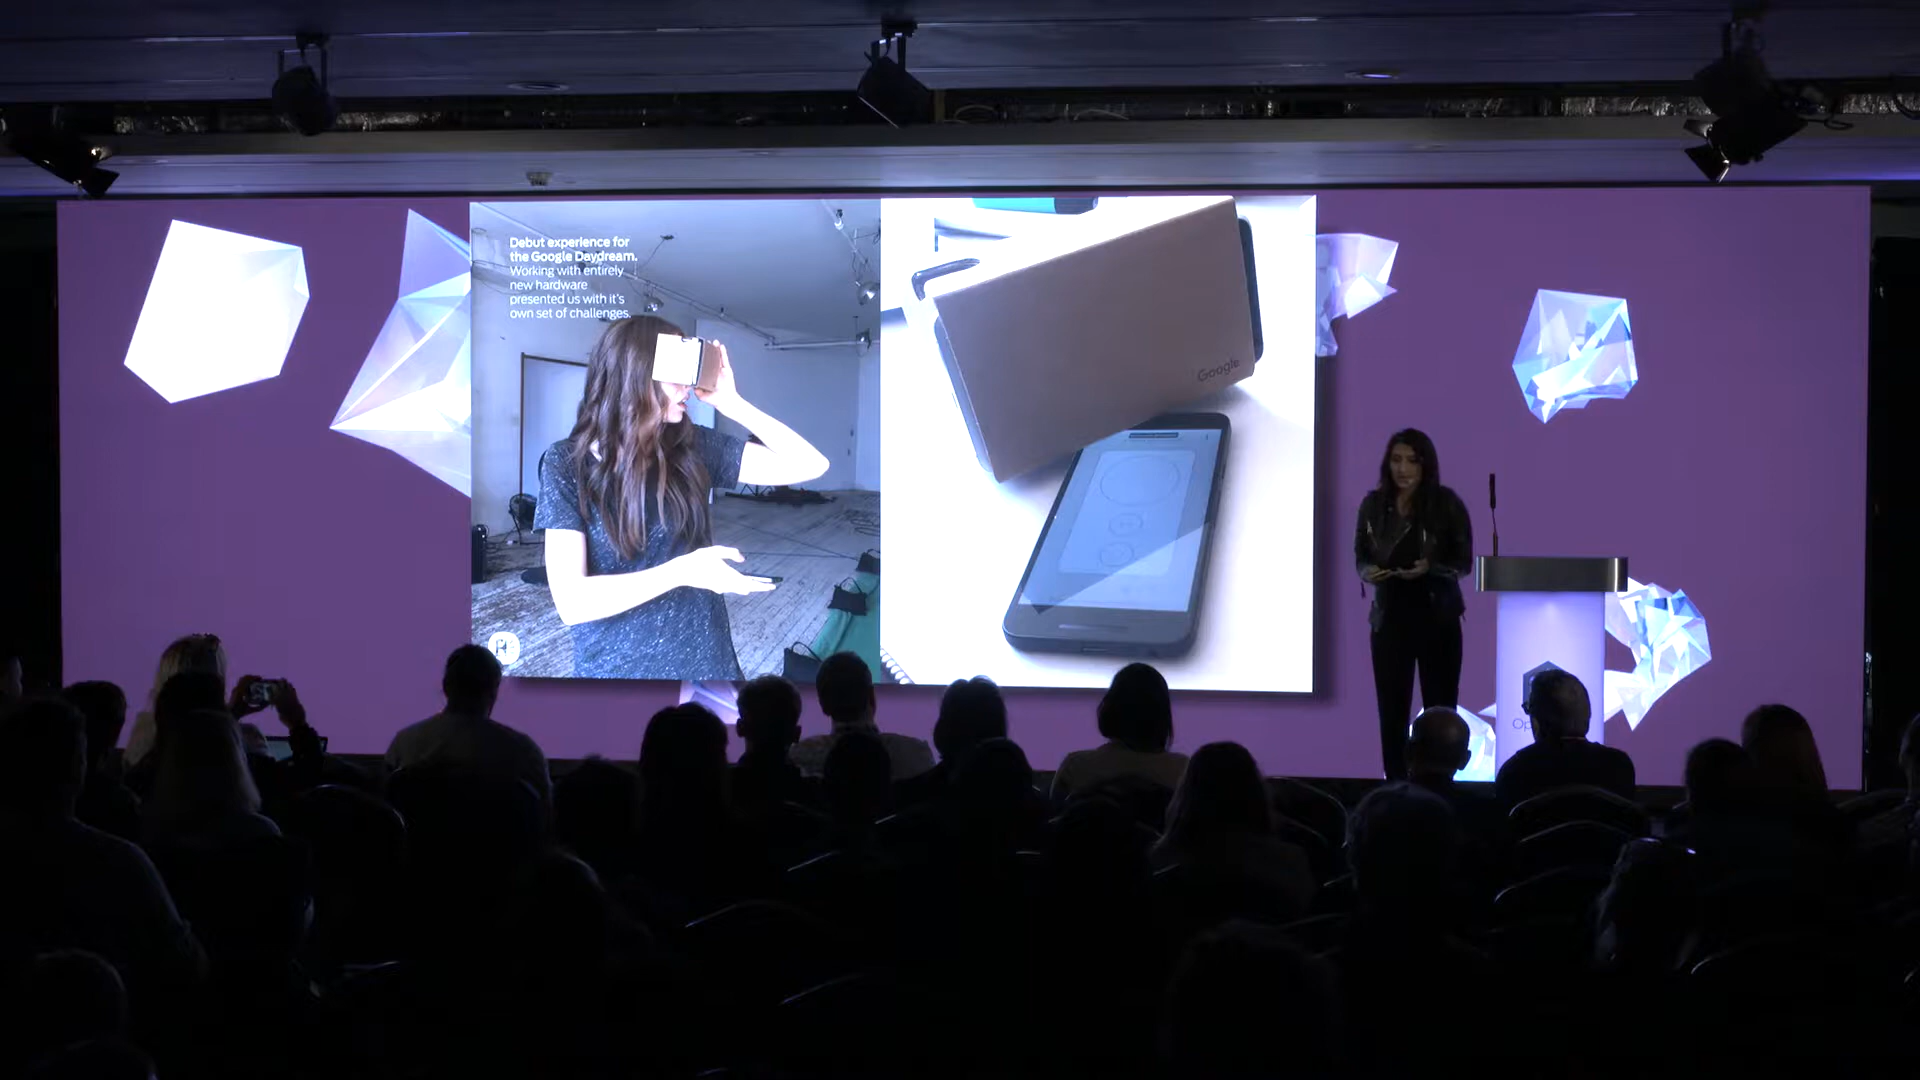 Debut experience for
the Google Daydream.
Working with entirely
new hardware
presented us with it's
own set of challenges.
Google